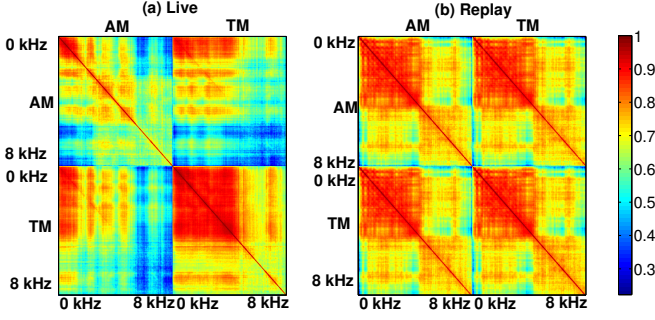 (a) Live
(b) Replay
AM TM AM TM
0 kHz 0 kHz 1
0.9
AM AM 0.8
0.7
8 kHz 8 kHz
0 kHz 0 kHz 0.6
0.5
TM TM 0.4
8 kHz 8 kHz 0.3
0 kHz 8 kHz 0 kHz 8 kHz 0 kHz 8 kHz 0 kHz 8 kHz